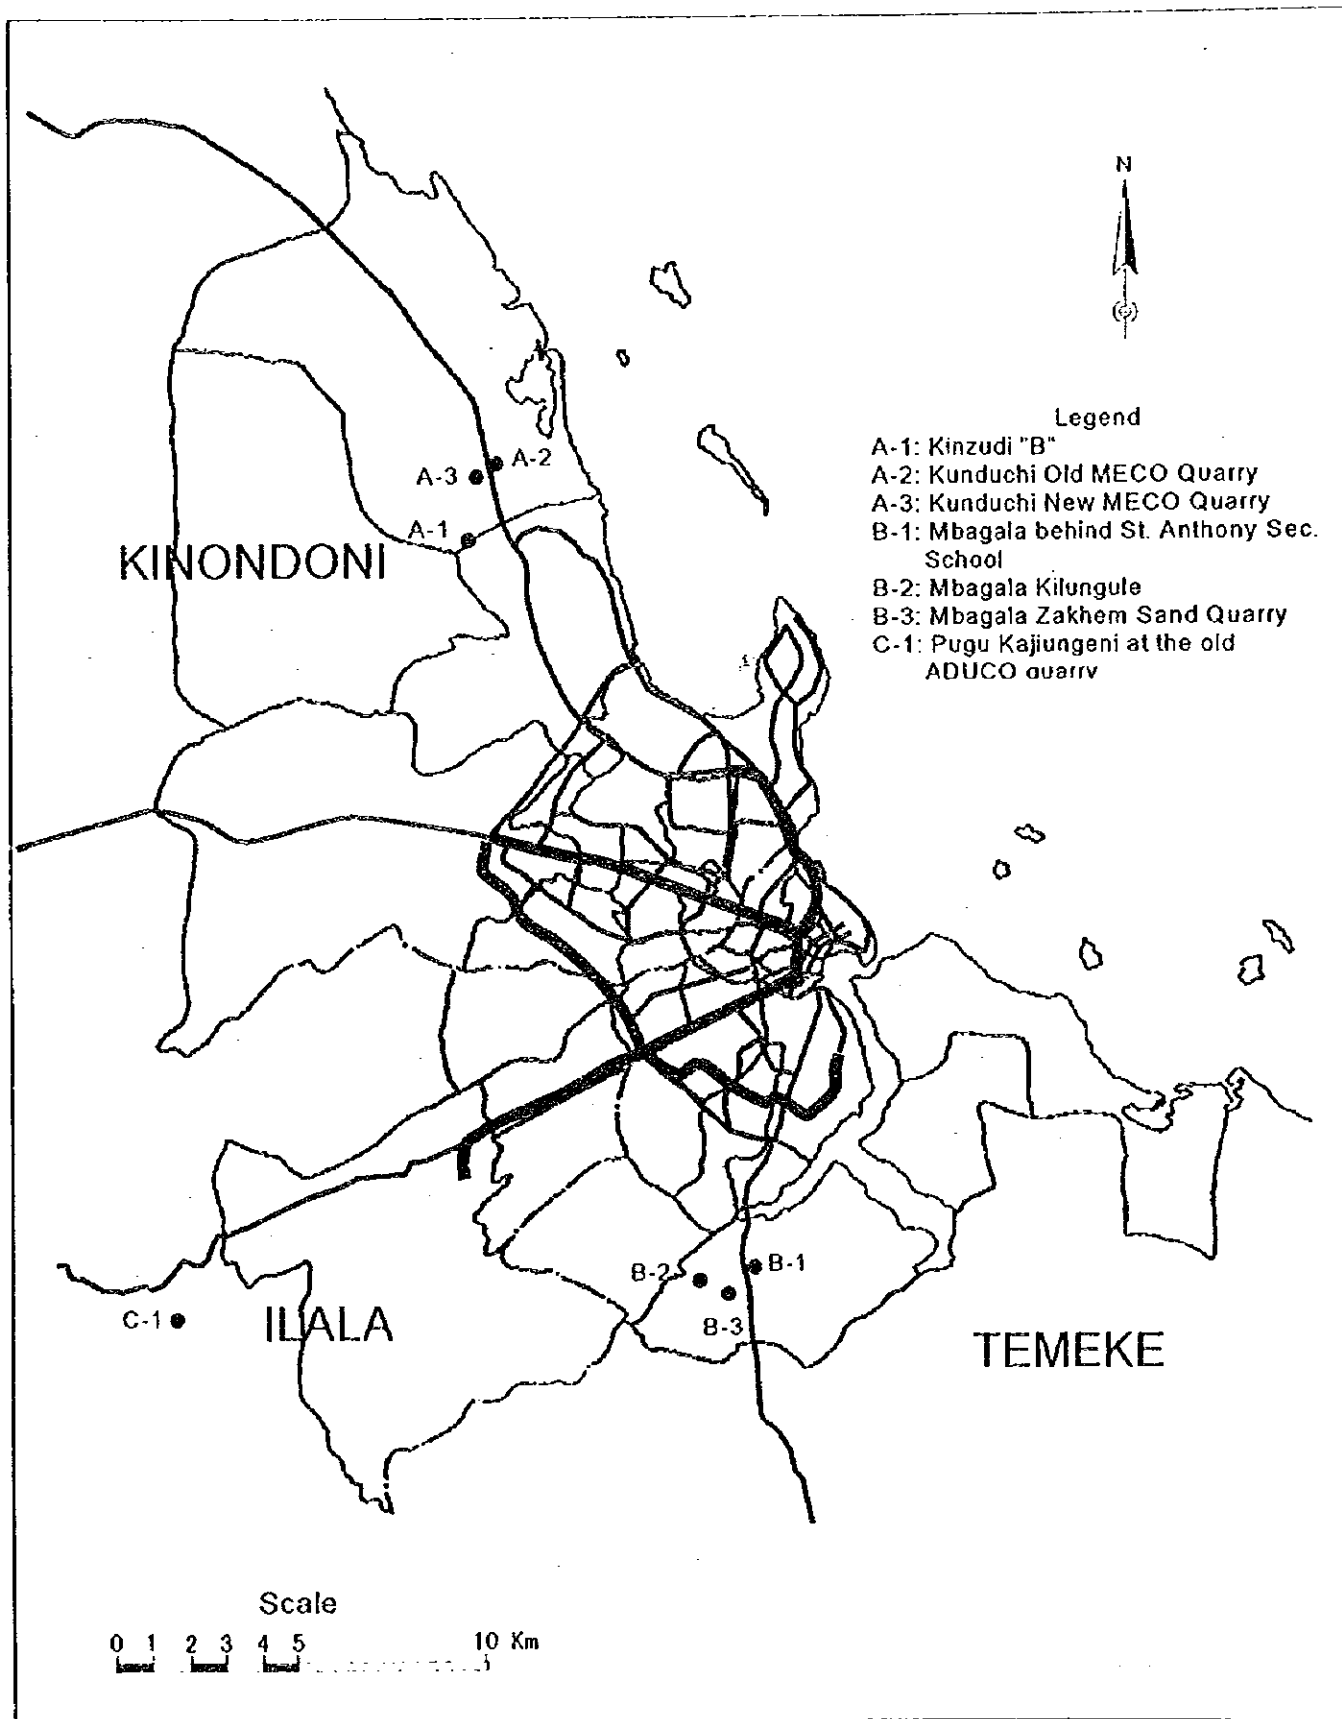 N
Legend
A-1: Kinzudi "B"
A-2: Kunduchi Old MECO Quarry
A-3: Kunduchi New MECO Quarry
B-1: Mbagala behind St. Anthony Sec.
School
B-2: Mbagala Kilungule
B-3: Mbagala Zakhem Sand Quarry
C-1: Pugu Kajiungeni at the old
ADUCO quarry
A-2
A-3
A-1
KINONDONI
B-2
B-1
B-3
C-1
ILALA
TEMEKE
Scale
0 1 2 3 4 5 10 Km